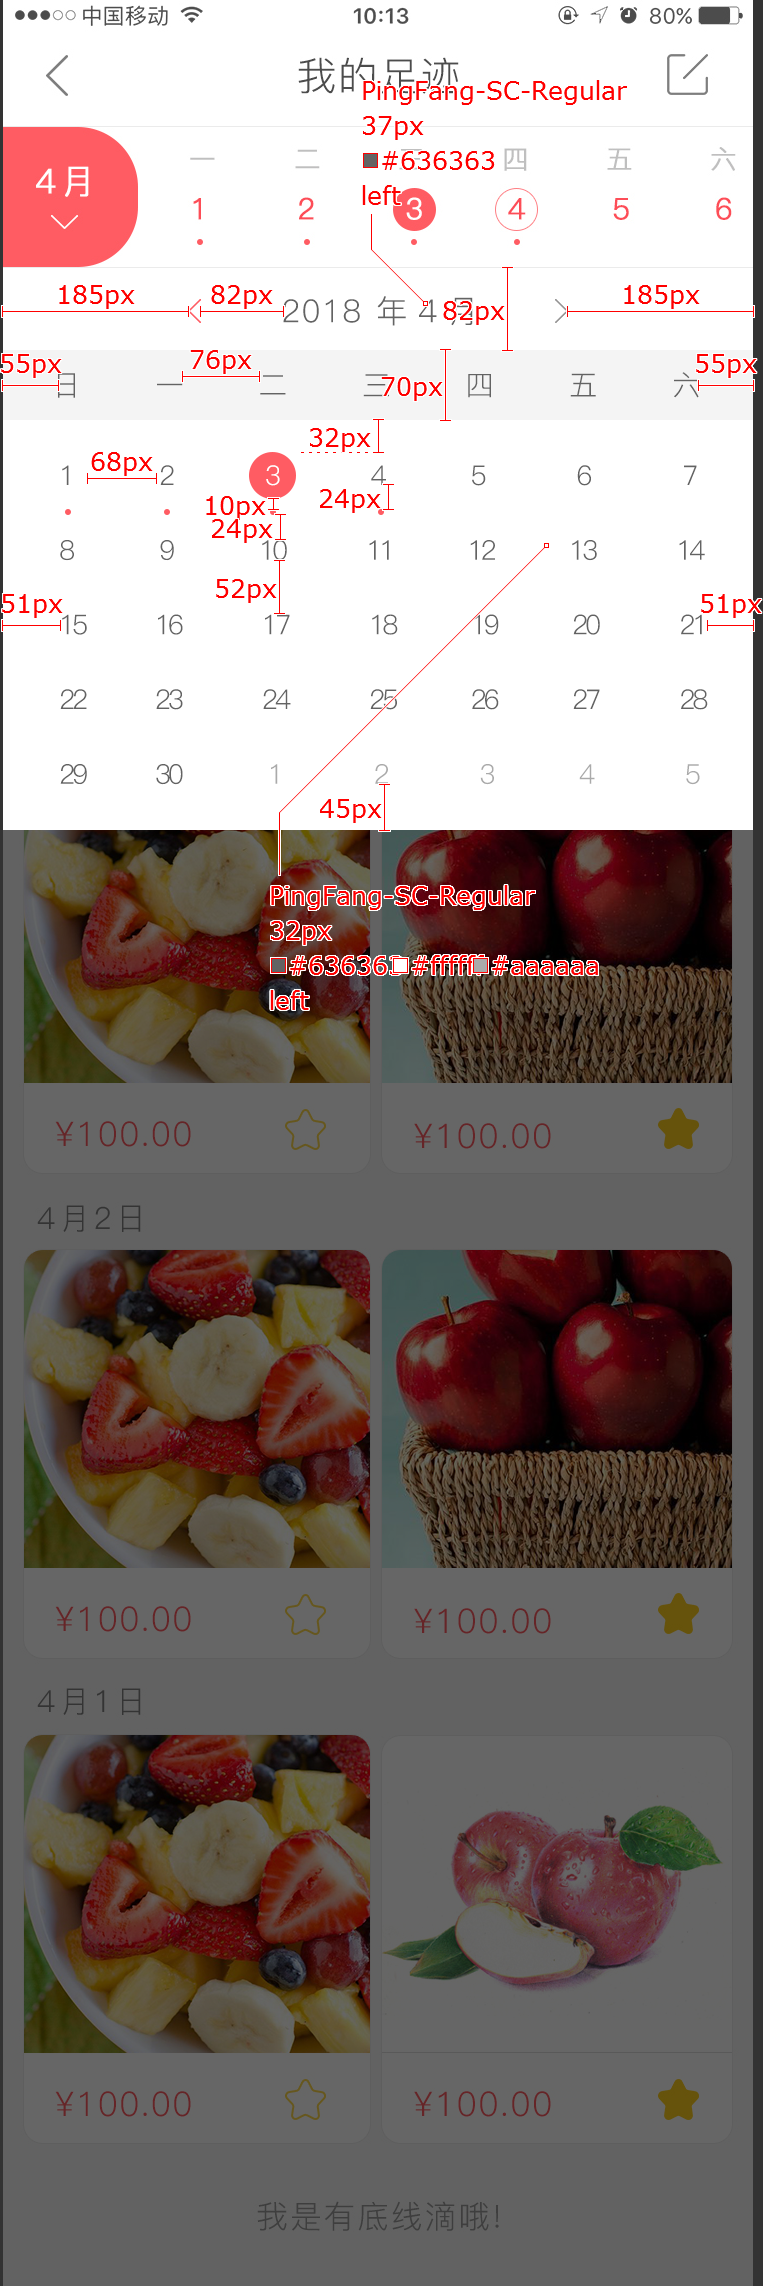 中国移动 10:13 80%
我的足迹
PingFang-SC-Regular
37px
#636363
left
4月
一 二 三 四 五 六
1 2 3 4 5 6
185px 82px 2018 年 4 月 82px 185px
55px 76px 70px 55px
日 一 二 三 四 五 六
32px
68px
1 2 3 4 5 6 7
10px 24px
24px
8 9 10 11 12 13 14
52px
51px 51px
15 16 17 18 19 20 21
22 23 24 25 26 27 28
29 30 1 2 3 4 5
45px
PingFang-SC-Regular
32px
#636363 #ffffff #aaaaaa
left
¥100.00 ¥100.00
4月2日
¥100.00 ¥100.00
4月1日
¥100.00 ¥100.00
我是有底线滴哦!